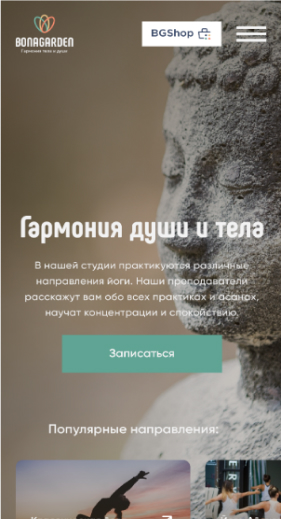 BONAGARDEN
Гармония тела и души
BGShop
Гармония души и тела
В нашей студии практикуются различные
направления йоги. Наши преподаватели
расскажут вам обо всех практиках и асанах,
научат концентрации и спокойствию.
Записаться
Популярные направления: